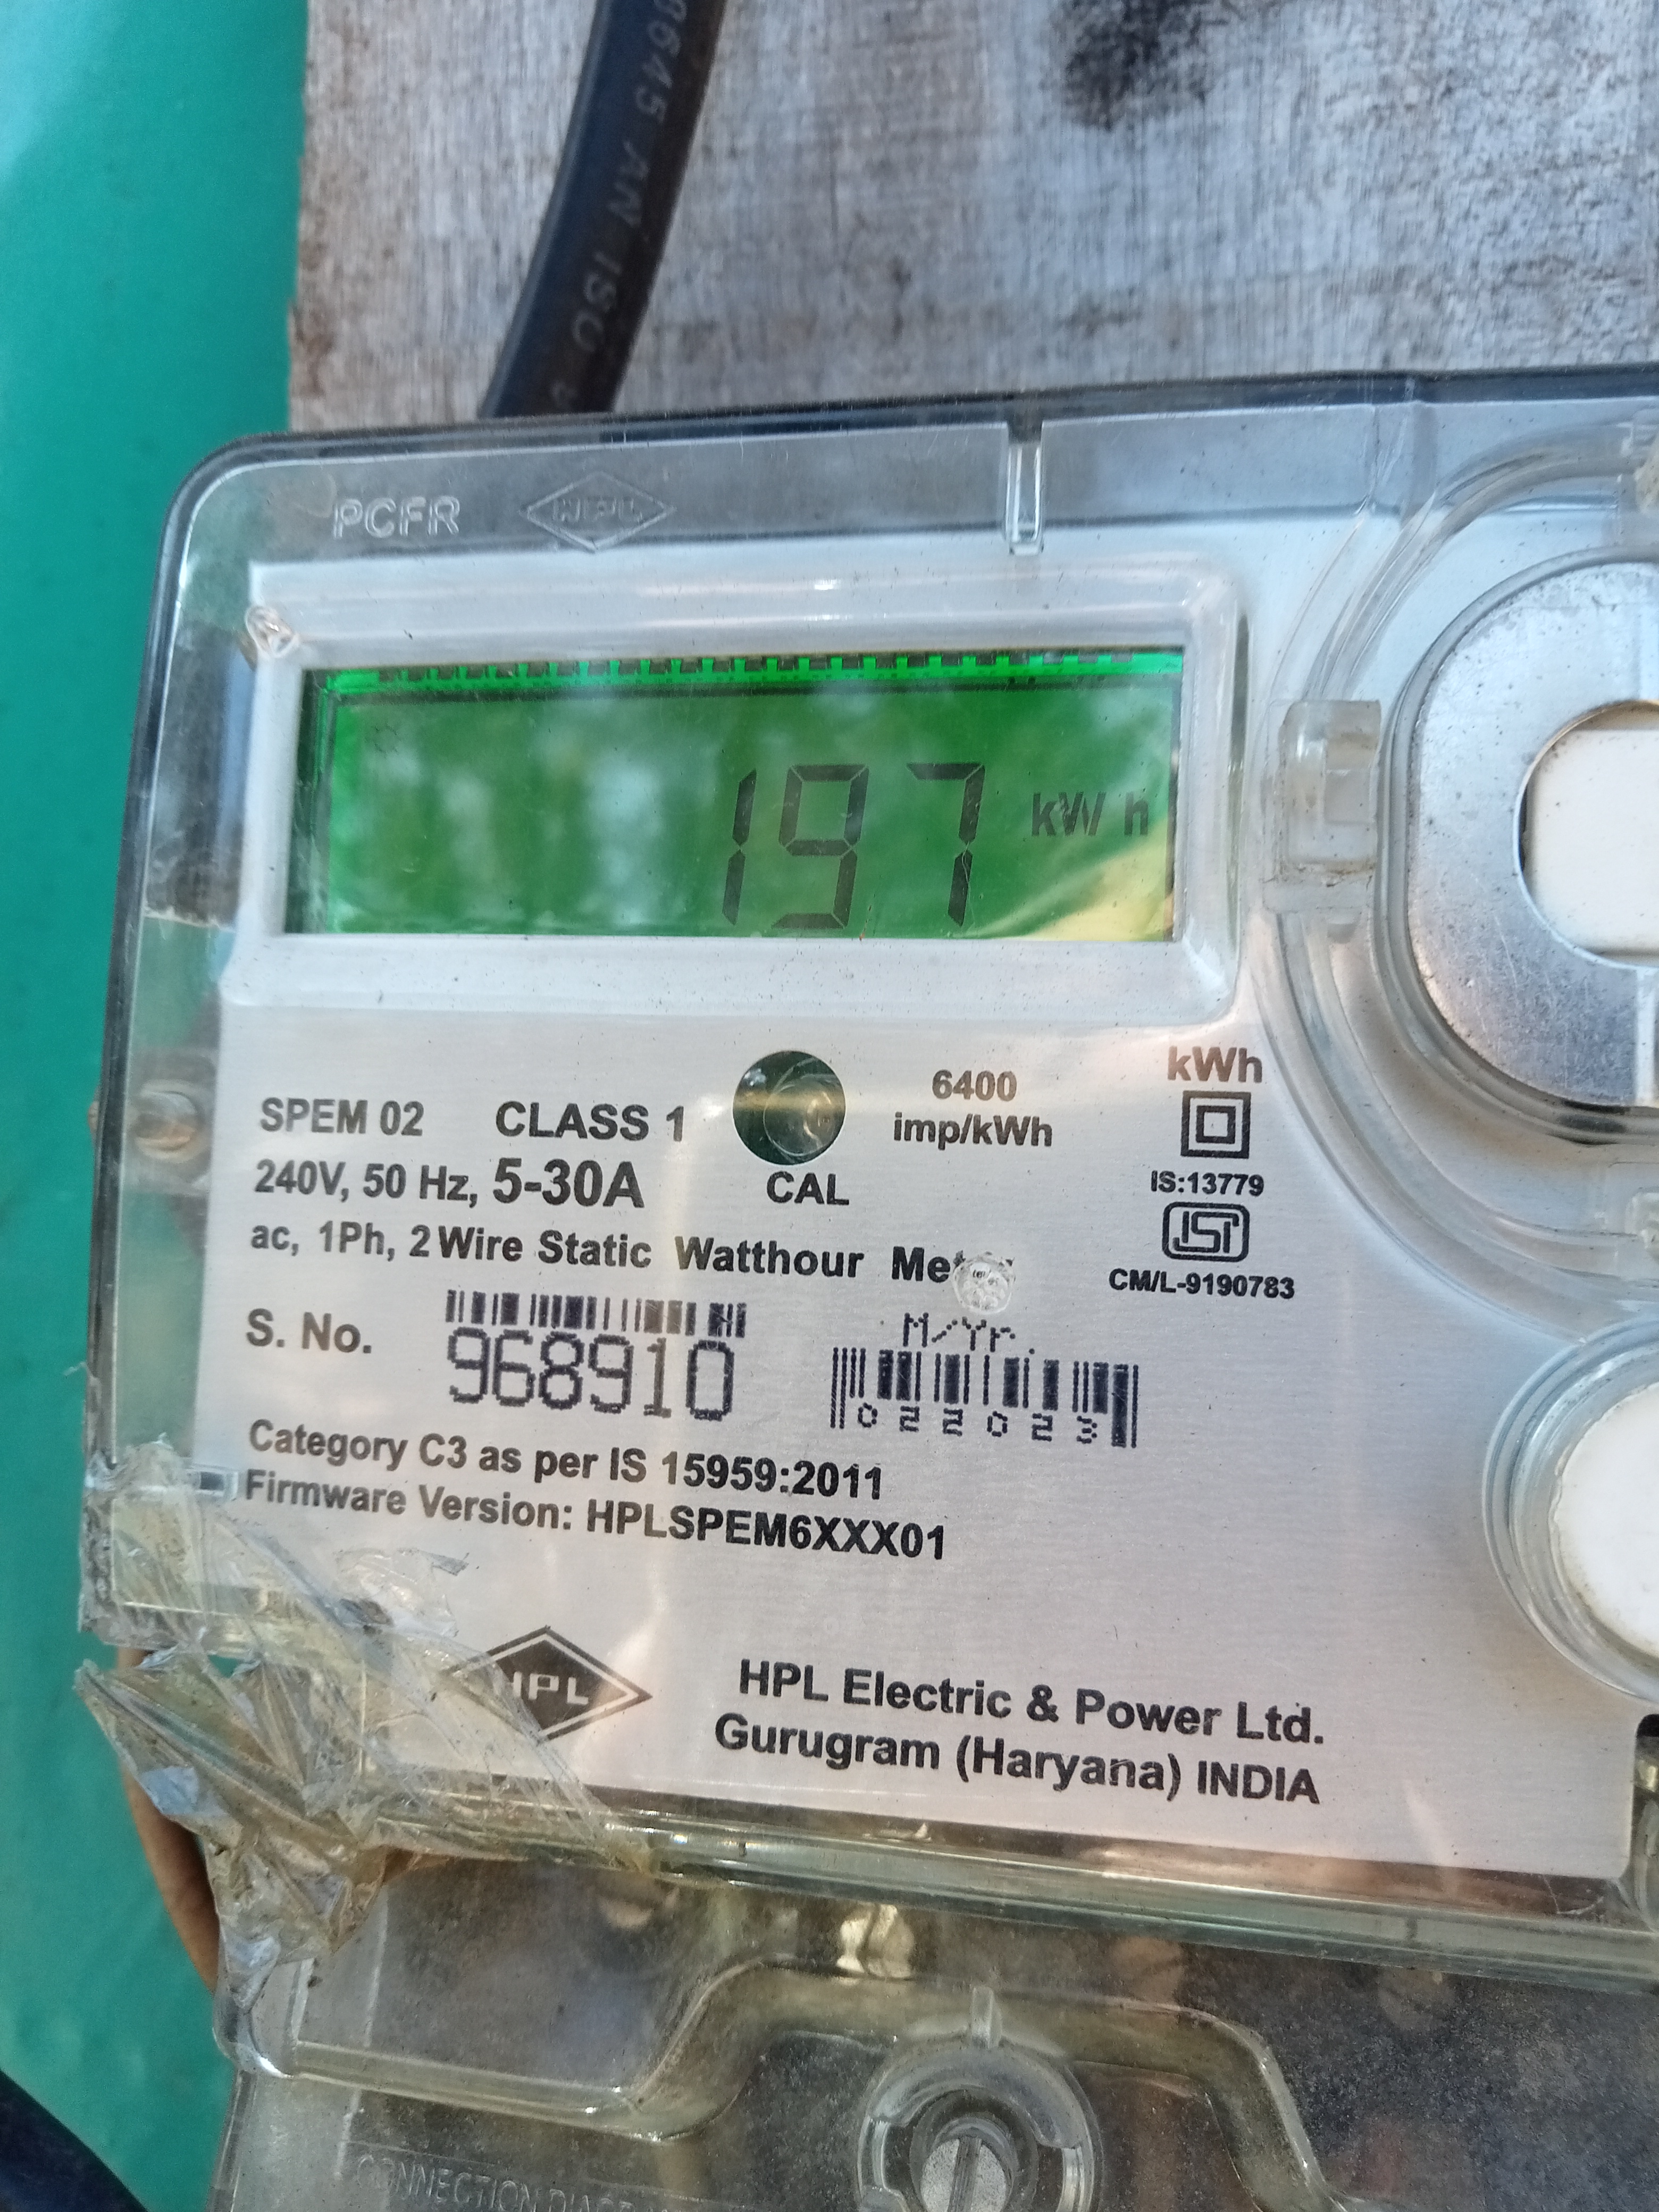 PCFR HPL
197 kWh
SPEM 02 CLASS 1
240V, 50 Hz, 5-30A
ac, 1Ph, 2 Wire Static Watthour
CAL
6400
imp/kWh
kWh
IS:13779
ISI
CM/L-9190783
S. No. 968910
M/Yr.
022023
Category C3 as per IS 15959:2011
Firmware Version: HPLSPEM6XXX01
HPL
HPL Electric & Power Ltd.
Gurugram (Haryana) INDIA